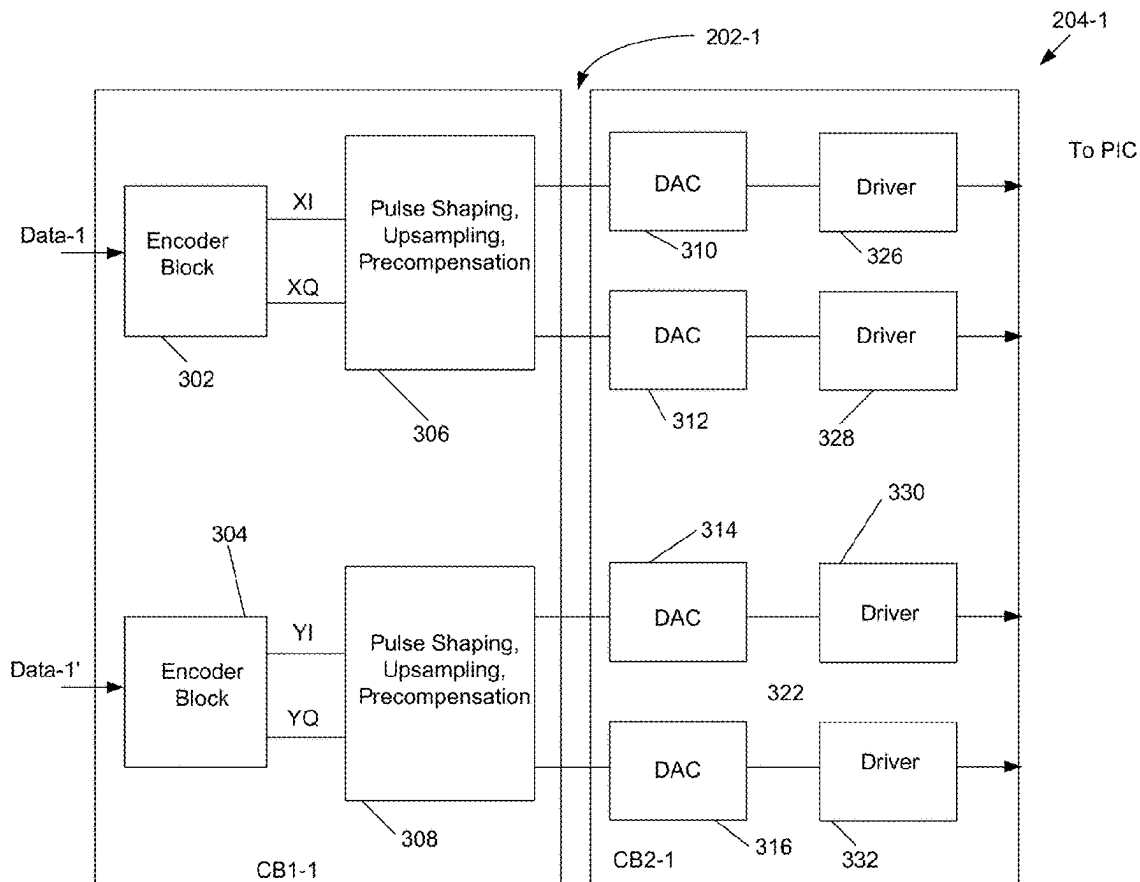 202-1
204-1
To PIC
Data-1
Encoder
Block
302
XI
XQ
Pulse Shaping,
Upsampling,
Precompensation
306
DAC
310
Driver
326
DAC
312
Driver
328
Data-1'
304
Encoder
Block
YI
YQ
Pulse Shaping,
Upsampling,
Precompensation
308
314
DAC
330
Driver
322
DAC
316
Driver
332
CB1-1
CB2-1